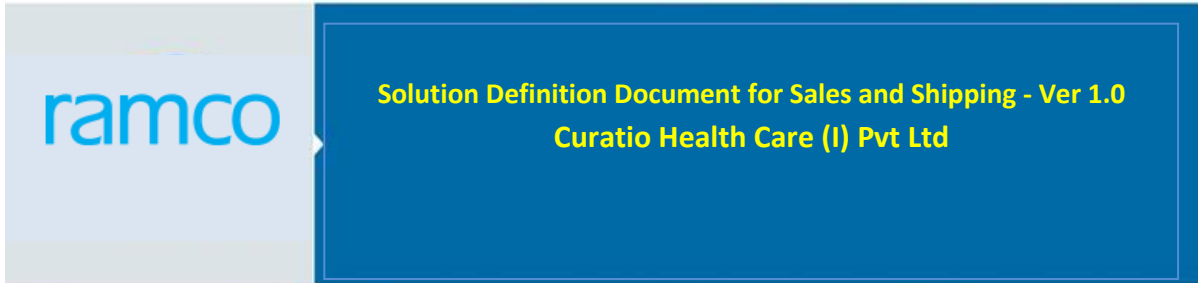 ramco
Solution Definition Document for Sales and Shipping - Ver 1.0
Curatio Health Care (I) Pvt Ltd